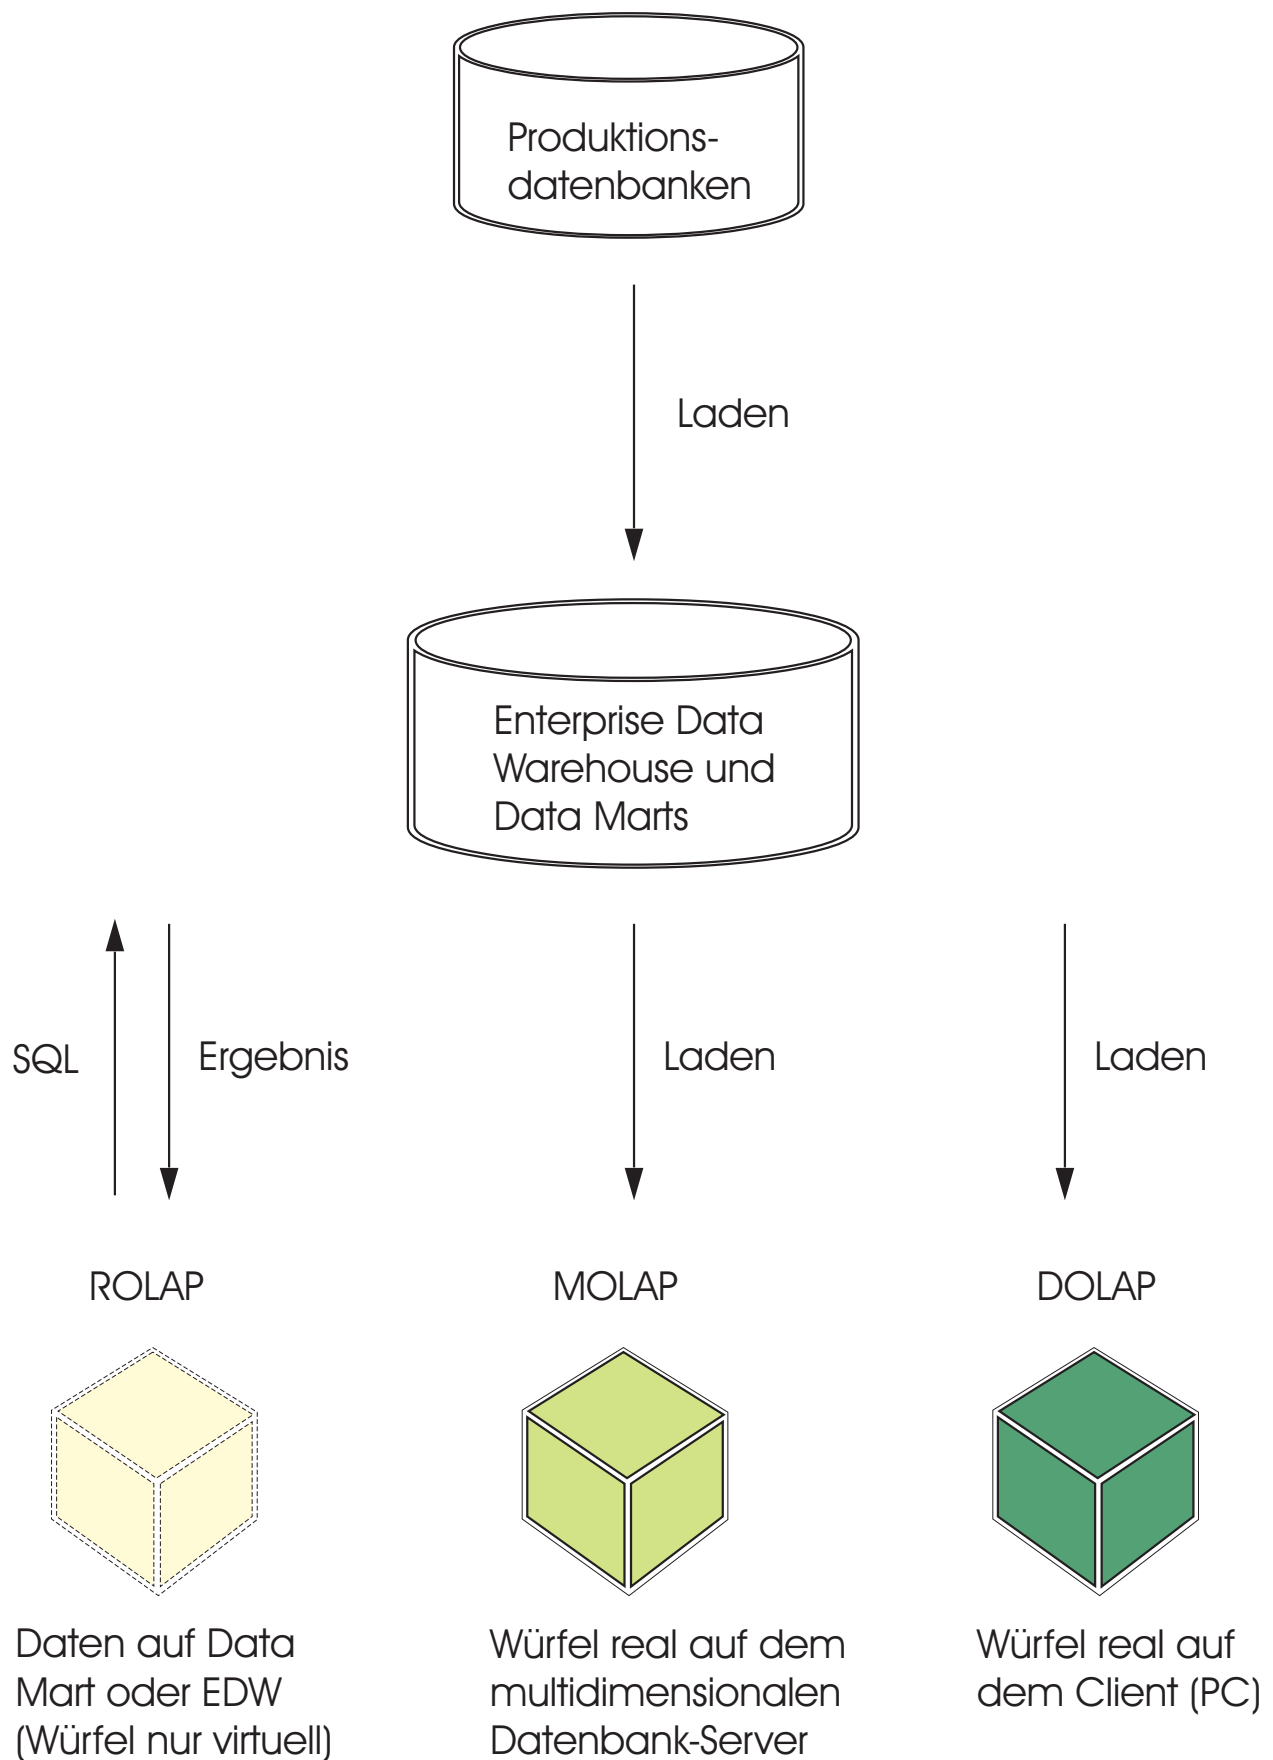 Produktions-
datenbanken
Laden
Enterprise Data
Warehouse und
Data Marts
SQL
Ergebnis
Laden
Laden
ROLAP
MOLAP
DOLAP
Daten auf Data
Mart oder EDW
(Würfel nur virtuell)
Würfel real auf dem
multidimensionalen
Datenbank-Server
Würfel real auf
dem Client (PC)